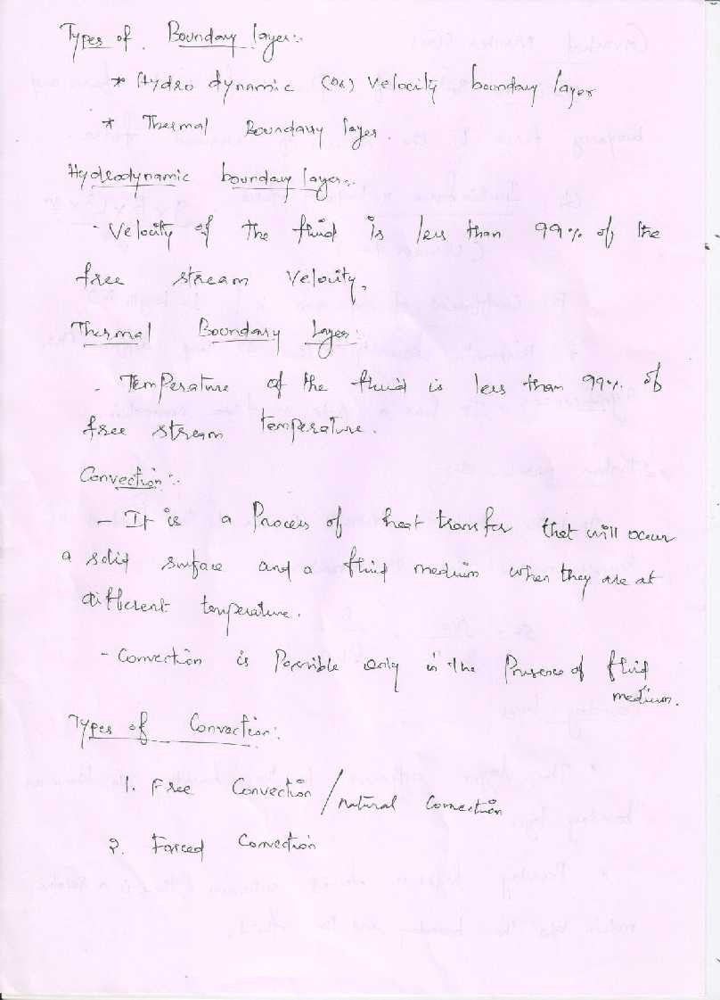 Types of Boundary layer:-
* Hydro dynamic (OR) Velocity boundary layer
* Thermal Boundary layer
Hydrodynamic boundary layer:-
- Velocity of the fluid is less than 99% of the
free stream Velocity,
Thermal Boundary layer:-
- Temperature of the fluid is less than 99% of
free stream temperature.
Convection:-
- It is a Process of heat transfer that will occur
a solid surface and a fluid medium when they are at
different temperature.
- Convection is Possible only in the Presence of fluid
medium.
Types of Convection:-
1. Free Convection / natural Convection
2. Forced Convection